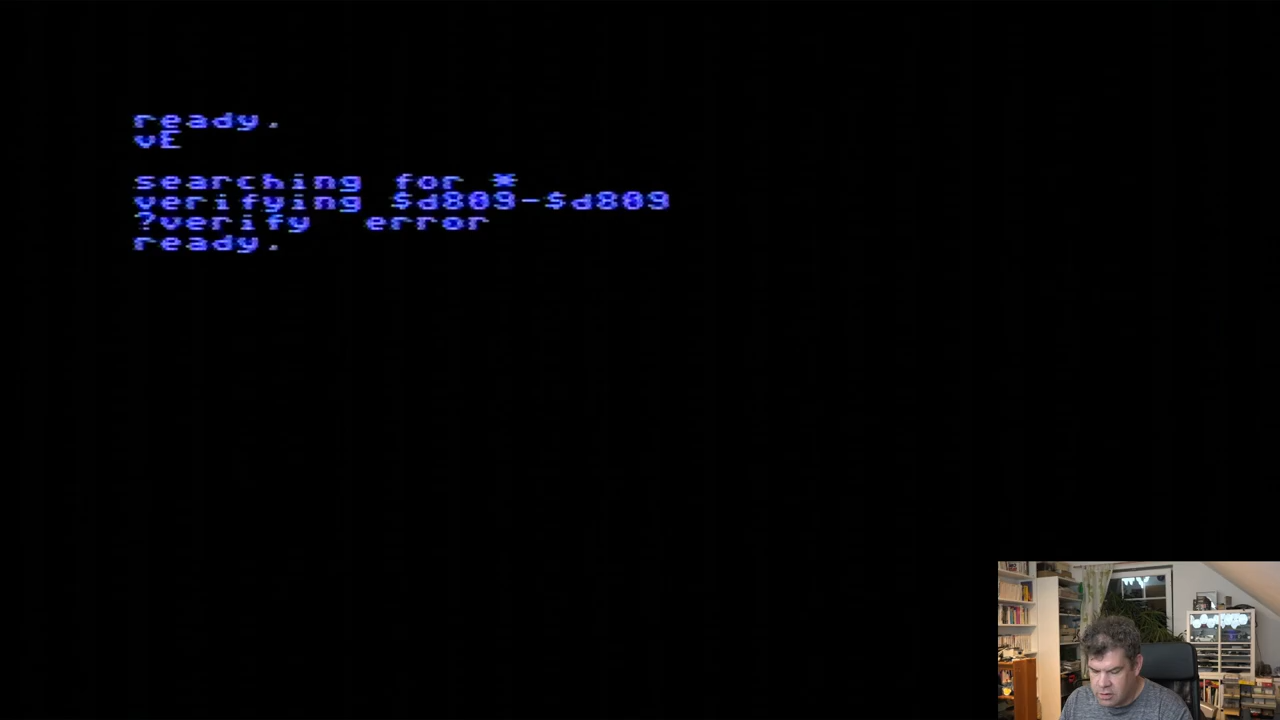 ready.
vE
searching for *
verifying $d809-$d809
?verify error
ready.